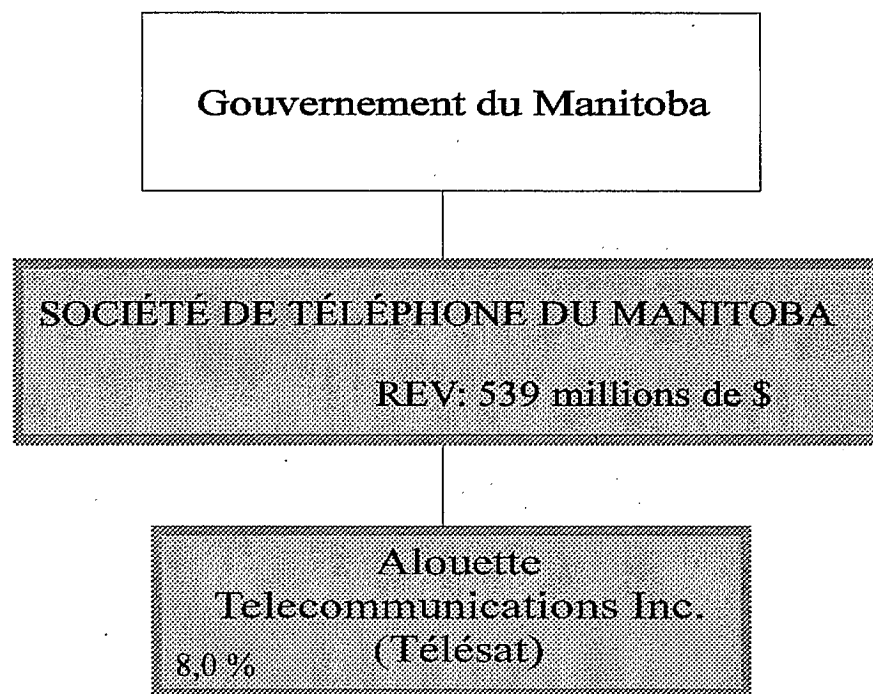 Gouvernement du Manitoba
SOCIÉTÉ DE TÉLÉPHONE DU MANITOBA
REV: 539 millions de $
Alouette
Telecommunications Inc.
(Télésat)
8,0 %